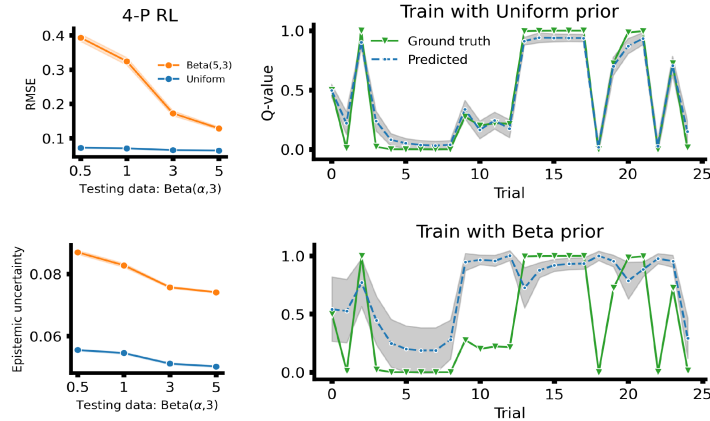 4-P RL
RMSE
0.4
0.3
0.2
0.1
Beta(5,3)
Uniform
0.5
1
3
5
Testing data: Beta(α,3)
Train with Uniform prior
Q-value
1.0
0.5
0.0
Ground truth
Predicted
0
5
10
15
20
25
Trial
Epistemic uncertainty
0.08
0.06
0.5
1
3
5
Testing data: Beta(α,3)
Train with Beta prior
1.0
0.5
0.0
0
5
10
15
20
25
Trial